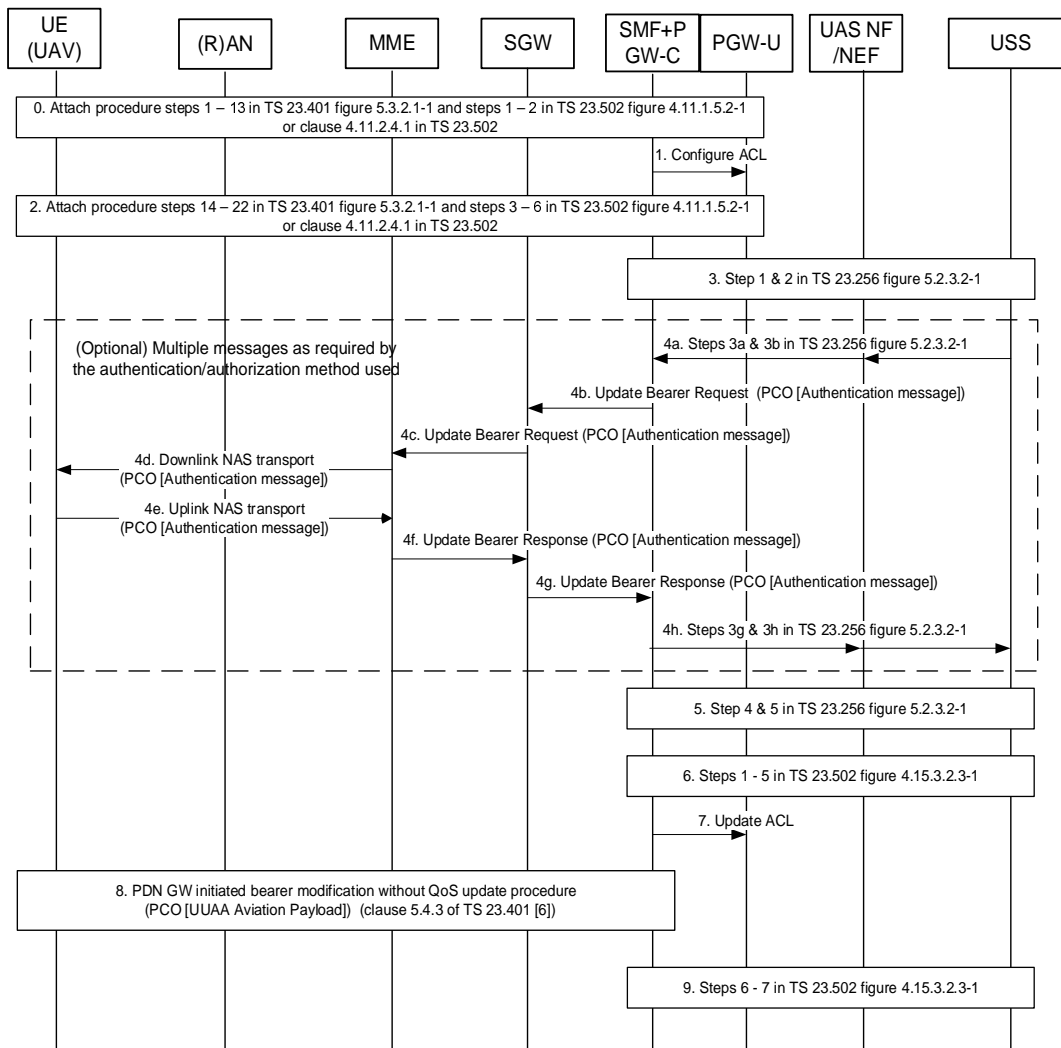 UE
(UAV)
(R)AN
MME
SGW
SMF+P
GW-C
PGW-U
UAS NF
/NEF
USS
0. Attach procedure steps 1 – 13 in TS 23.401 figure 5.3.2.1-1 and steps 1 – 2 in TS 23.502 figure 4.11.1.5.2-1
or clause 4.11.2.4.1 in TS 23.502
1. Configure ACL
2. Attach procedure steps 14 – 22 in TS 23.401 figure 5.3.2.1-1 and steps 3 – 6 in TS 23.502 figure 4.11.1.5.2-1
or clause 4.11.2.4.1 in TS 23.502
3. Step 1 & 2 in TS 23.256 figure 5.2.3.2-1
(Optional) Multiple messages as required by
the authentication/authorization method used
4a. Steps 3a & 3b in TS 23.256 figure 5.2.3.2-1
4b. Update Bearer Request (PCO [Authentication message])
4c. Update Bearer Request (PCO [Authentication message])
4d. Downlink NAS transport
(PCO [Authentication message])
4e. Uplink NAS transport
(PCO [Authentication message])
4f. Update Bearer Response (PCO [Authentication message])
4g. Update Bearer Response (PCO [Authentication message])
4h. Steps 3g & 3h in TS 23.256 figure 5.2.3.2-1
5. Step 4 & 5 in TS 23.256 figure 5.2.3.2-1
6. Steps 1 - 5 in TS 23.502 figure 4.15.3.2.3-1
7. Update ACL
8. PDN GW initiated bearer modification without QoS update procedure
(PCO [UUAA Aviation Payload]) (clause 5.4.3 of TS 23.401 [6])
9. Steps 6 - 7 in TS 23.502 figure 4.15.3.2.3-1